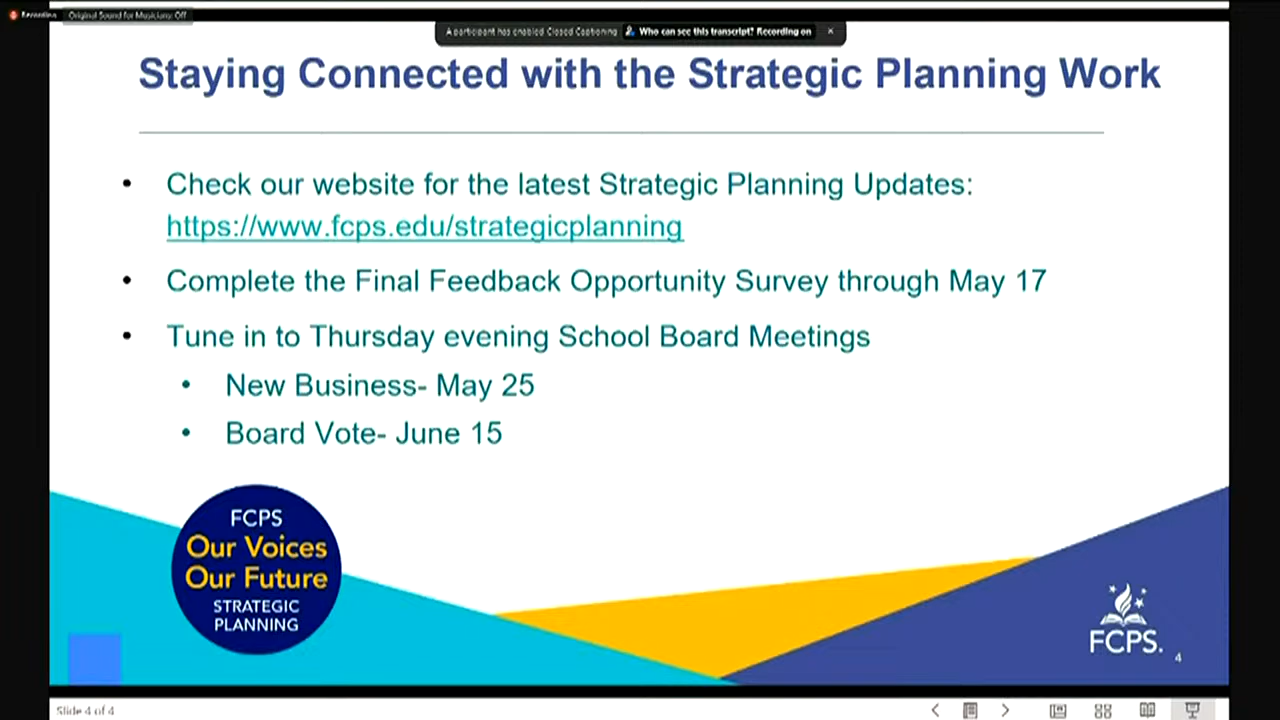 Recording
Original Sound for Musicians: Off
A participant has enabled Closed Captioning Who can see this transcript? Recording on ×
Staying Connected with the Strategic Planning Work
• Check our website for the latest Strategic Planning Updates:
https://www.fcps.edu/strategicplanning
• Complete the Final Feedback Opportunity Survey through May 17
• Tune in to Thursday evening School Board Meetings
• New Business- May 25
• Board Vote- June 15
FCPS
Our Voices
Our Future
STRATEGIC
PLANNING
FCPS.
4
Slide 4 of 4